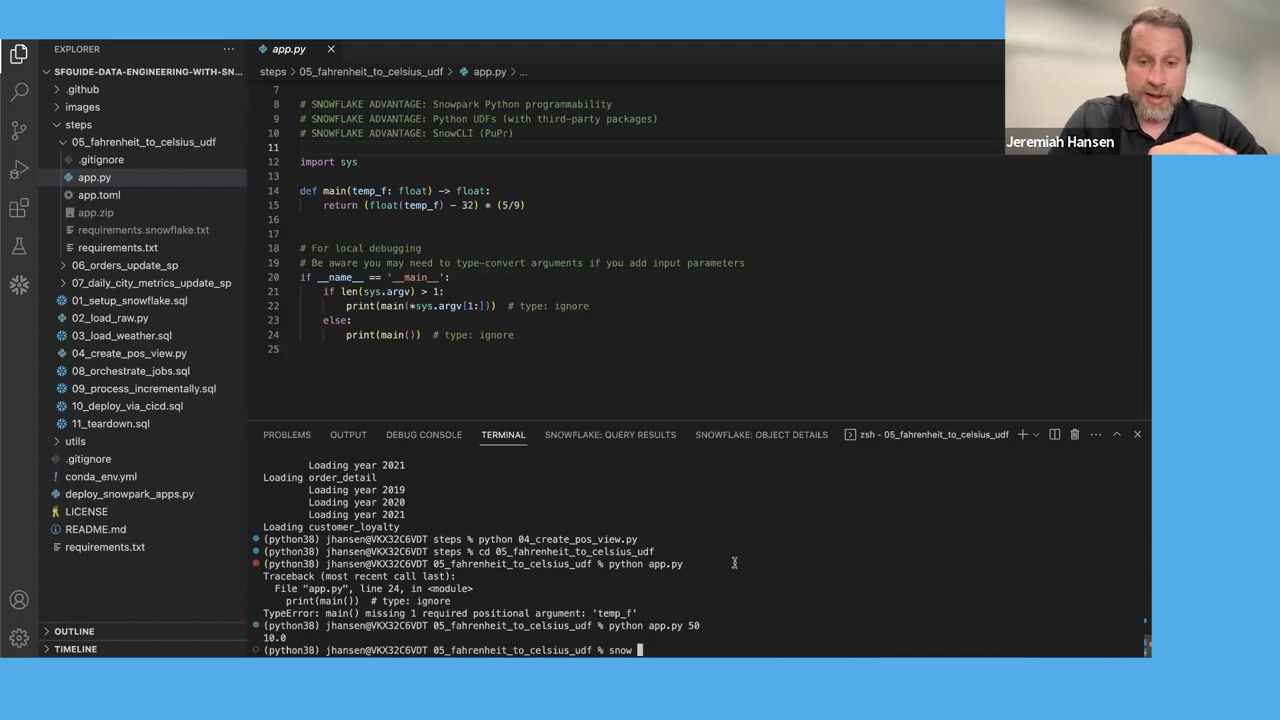 EXPLORER
SFGUIDE-DATA-ENGINEERING-WITH-SN...
.github
images
steps
05_fahrenheit_to_celsius_udf
.gitignore
app.py
app.toml
app.zip
requirements.snowflake.txt
requirements.txt
06_orders_update_sp
07_daily_city_metrics_update_sp
01_setup_snowflake.sql
02_load_raw.py
03_load_weather.sql
04_create_pos_view.py
08_orchestrate_jobs.sql
09_process_incrementally.sql
10_deploy_via_cicd.sql
11_teardown.sql
utils
.gitignore
conda_env.yml
deploy_snowpark_apps.py
LICENSE
README.md
requirements.txt
OUTLINE
TIMELINE
app.py
steps > 05_fahrenheit_to_celsius_udf > app.py > ...
7
8 # SNOWFLAKE ADVANTAGE: Snowpark Python programmability
9 # SNOWFLAKE ADVANTAGE: Python UDFs (with third-party packages)
10 # SNOWFLAKE ADVANTAGE: SnowCLI (PuPr)
11
12 import sys
13
14 def main(temp_f: float) -> float:
15 return (float(temp_f) - 32) * (5/9)
16
17
18 # For local debugging
19 # Be aware you may need to type-convert arguments if you add input parameters
20 if __name__ == '__main__':
21 if len(sys.argv) > 1:
22 print(main(*sys.argv[1:])) # type: ignore
23 else:
24 print(main()) # type: ignore
25
Jeremiah Hansen
PROBLEMS OUTPUT DEBUG CONSOLE TERMINAL SNOWFLAKE: QUERY RESULTS SNOWFLAKE: OBJECT DETAILS zsh - 05_fahrenheit_to_celsius_udf
Loading year 2021
Loading order_detail
Loading year 2019
Loading year 2020
Loading year 2021
Loading customer_loyalty
(python38) jhansen@VKX32C6VDT steps % python 04_create_pos_view.py
(python38) jhansen@VKX32C6VDT steps % cd 05_fahrenheit_to_celsius_udf
(python38) jhansen@VKX32C6VDT 05_fahrenheit_to_celsius_udf % python app.py
Traceback (most recent call last):
File "app.py", line 24, in <module>
print(main()) # type: ignore
TypeError: main() missing 1 required positional argument: 'temp_f'
(python38) jhansen@VKX32C6VDT 05_fahrenheit_to_celsius_udf % python app.py 50
10.0
(python38) jhansen@VKX32C6VDT 05_fahrenheit_to_celsius_udf % snow